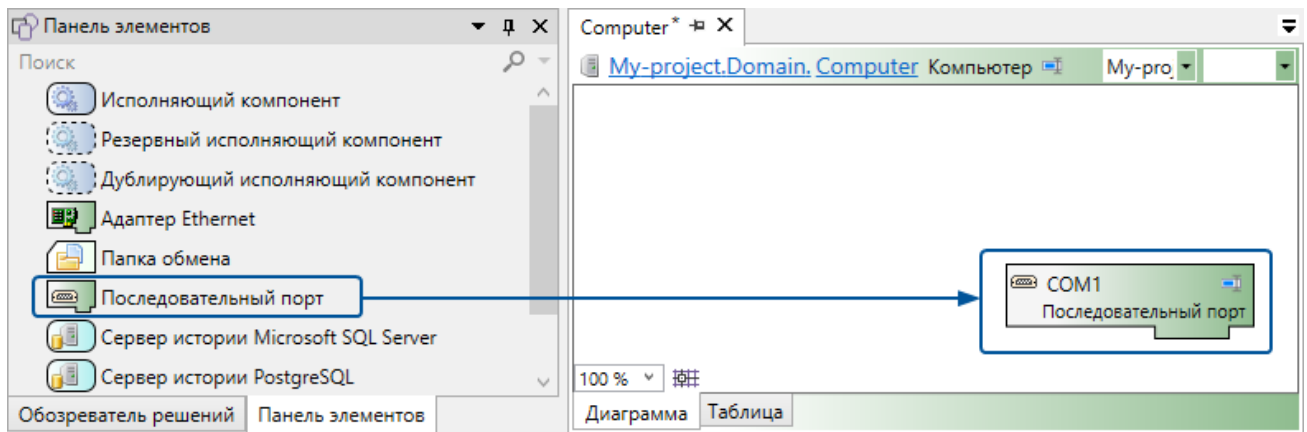 Панель элементов
Поиск
Исполняющий компонент
Резервный исполняющий компонент
Дублирующий исполняющий компонент
Адаптер Ethernet
Папка обмена
Последовательный порт
Сервер истории Microsoft SQL Server
Сервер истории PostgreSQL
Обозреватель решений Панель элементов
Computer*
My-project.Domain. Computer Компьютер My-proj
COM1
Последовательный порт
100 %
Диаграмма Таблица